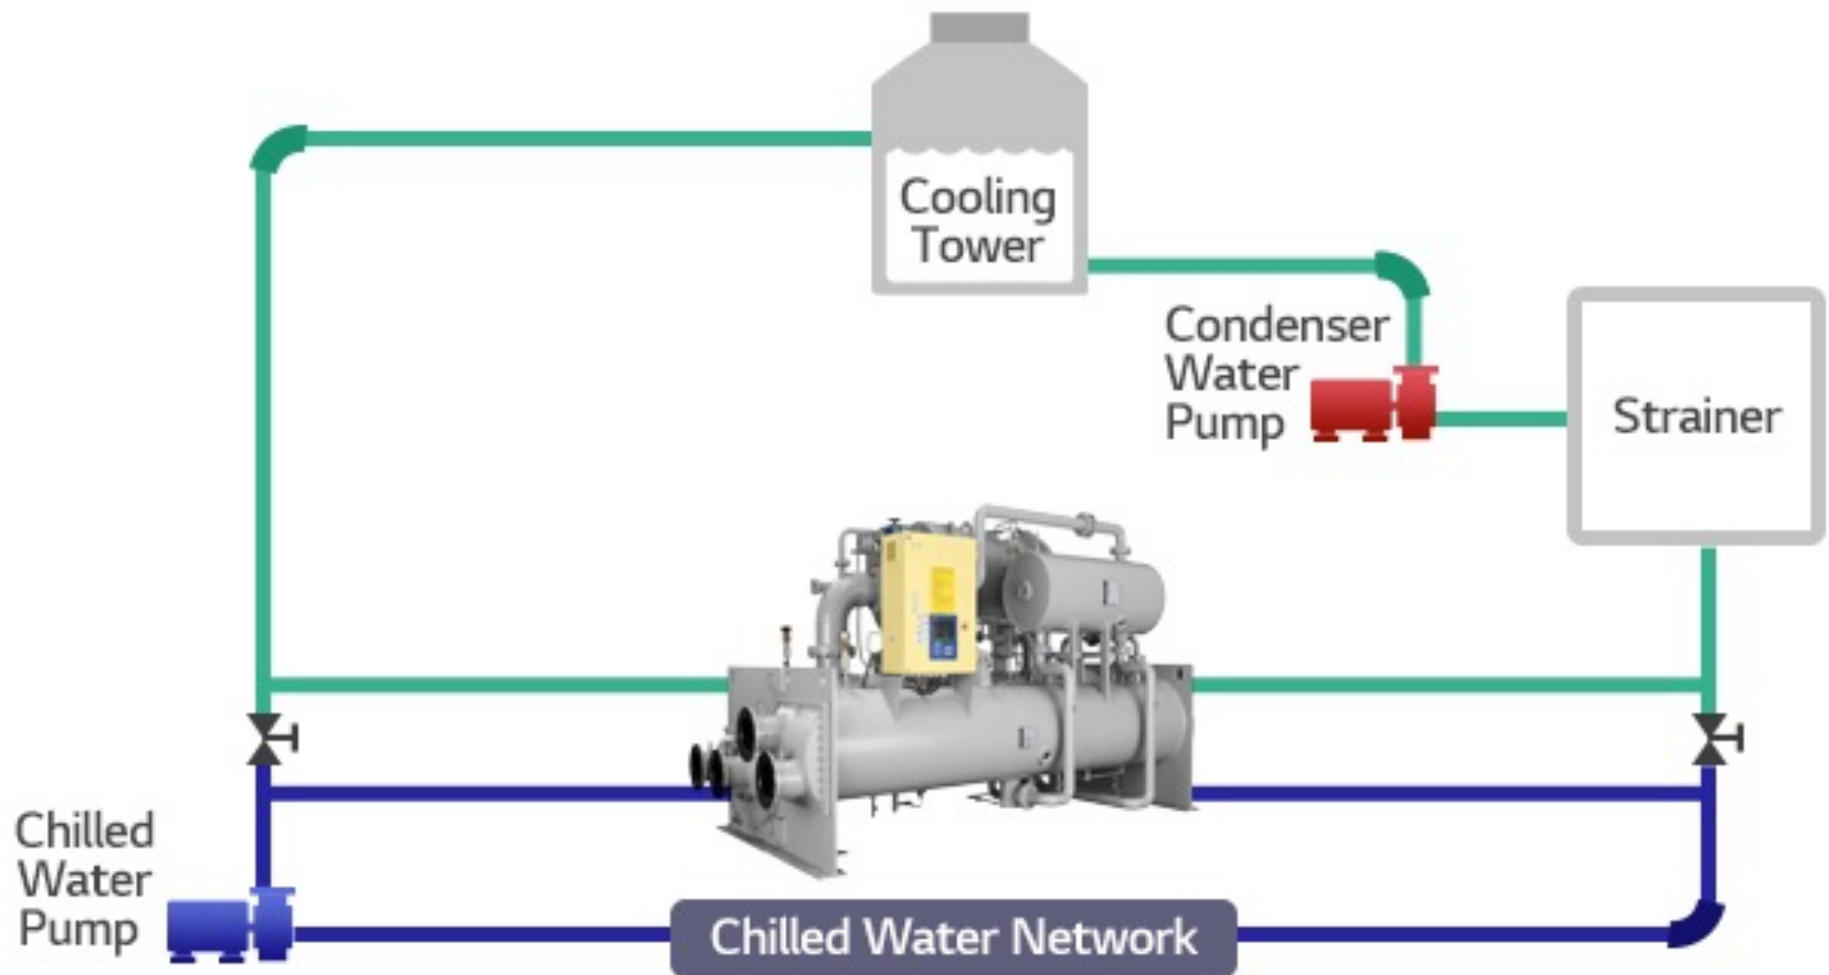 Cooling
Tower
Condenser
Water
Pump
Strainer
Chilled
Water
Pump
Chilled Water Network